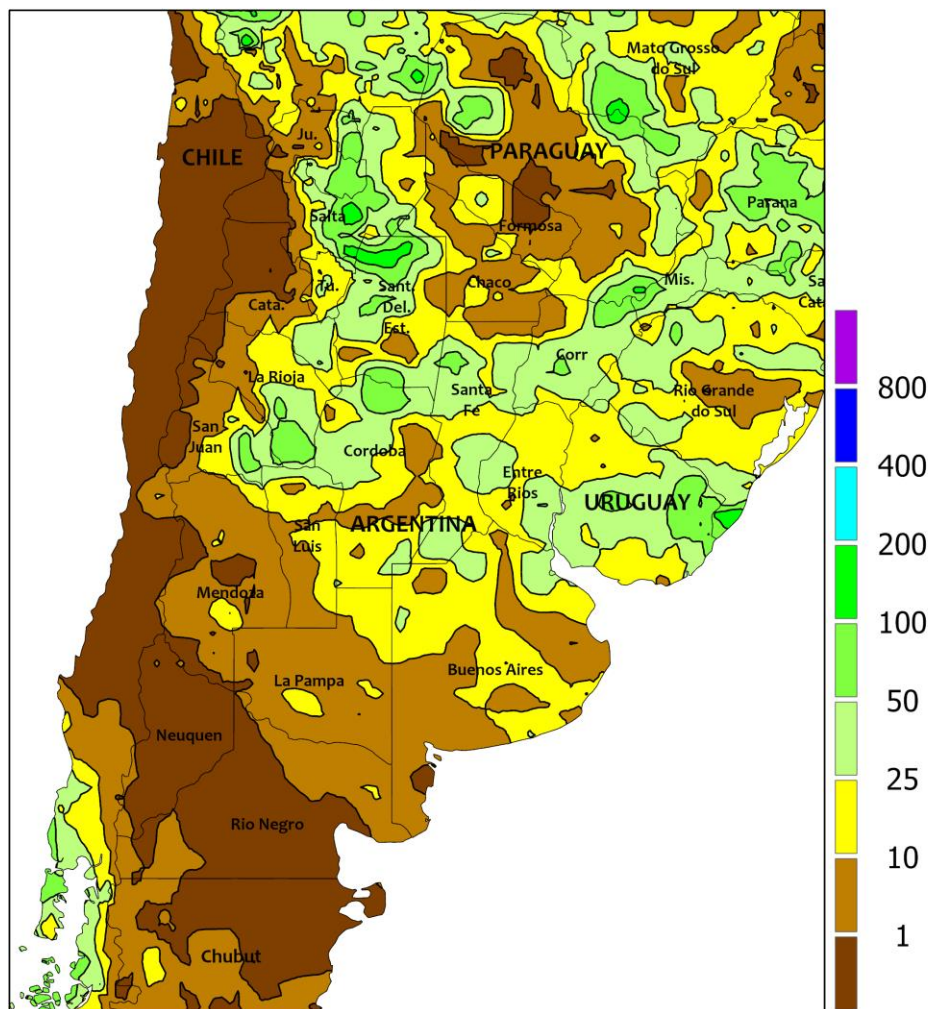 Mato Grosso
do Sul
Ju.
CHILE
PARAGUAY
Parana
Salta
Formosa
Tu.
Sant.
Del.
Est.
Chaco
Mis.
Sa
Cat
Cata.
Corr
La Rioja
Santa
Fe
Rio Grande
do Sul
San
Juan
Cordoba
Entre
Rios
URUGUAY
ARGENTINA
San
Luis
Mendoza
La Pampa
Buenos Aires
Neuquen
Rio Negro
Chubut
800
400
200
100
50
25
10
1